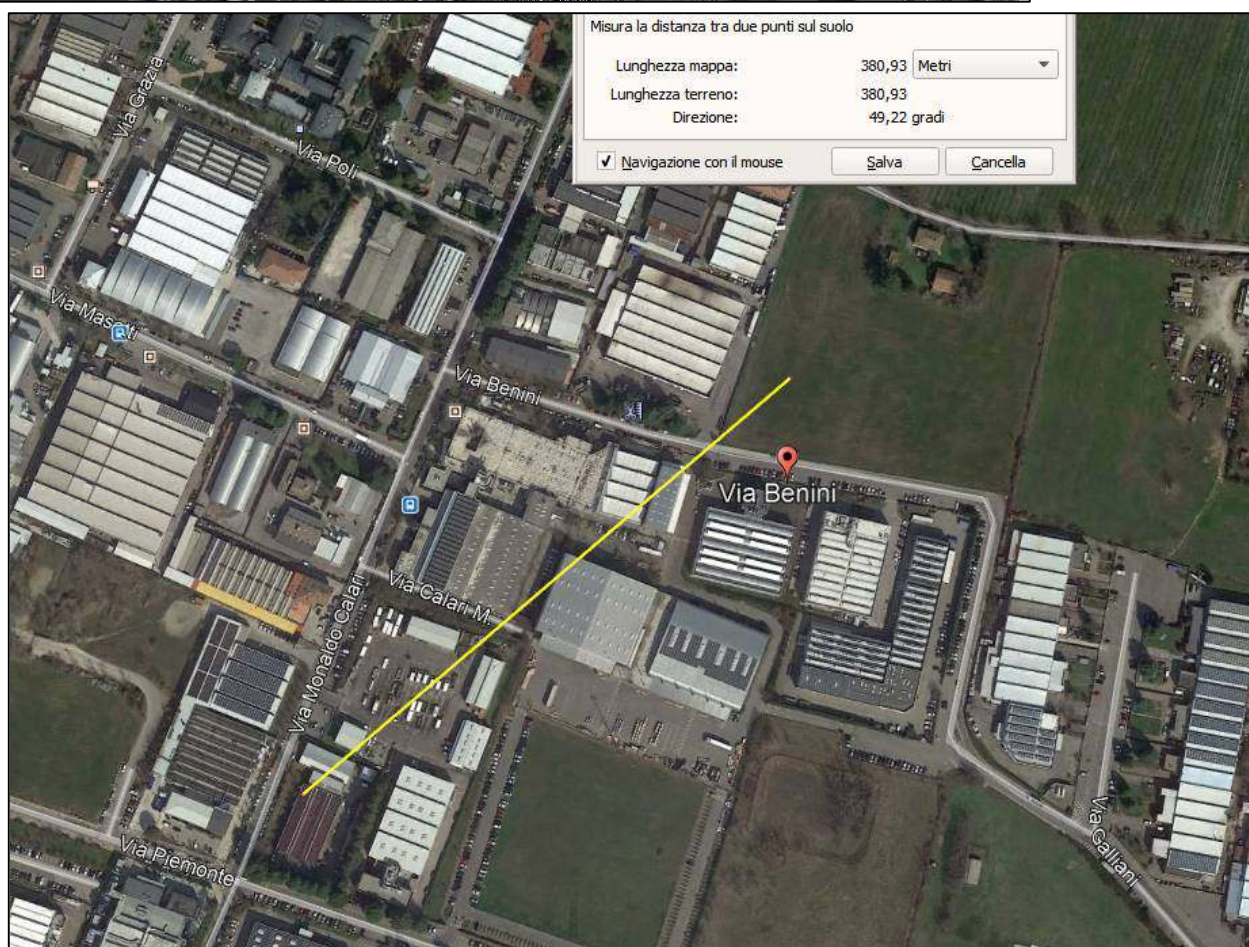 Misura la distanza tra due punti sul suolo
Lunghezza mappa: 380,93 Metri
Lunghezza terreno: 380,93
Direzione: 49,22 gradi
Navigazione con il mouse Salva Cancella
Via Grazia
Via Poli
Via Masetti
Via Benini
Via Benini
Via Monaldo Calari
Via Calari M.
Via Piemonte
Via Galliani